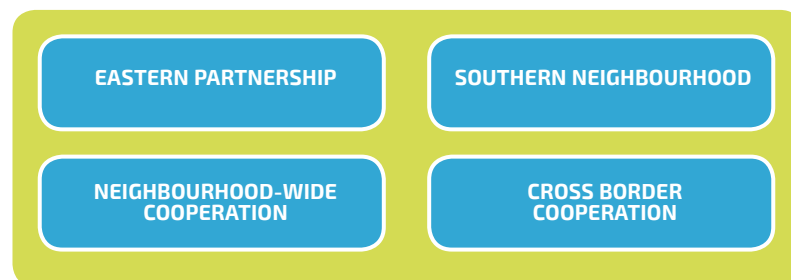 EASTERN PARTNERSHIP
SOUTHERN NEIGHBOURHOOD
NEIGHBOURHOOD-WIDE
COOPERATION
CROSS BORDER
COOPERATION